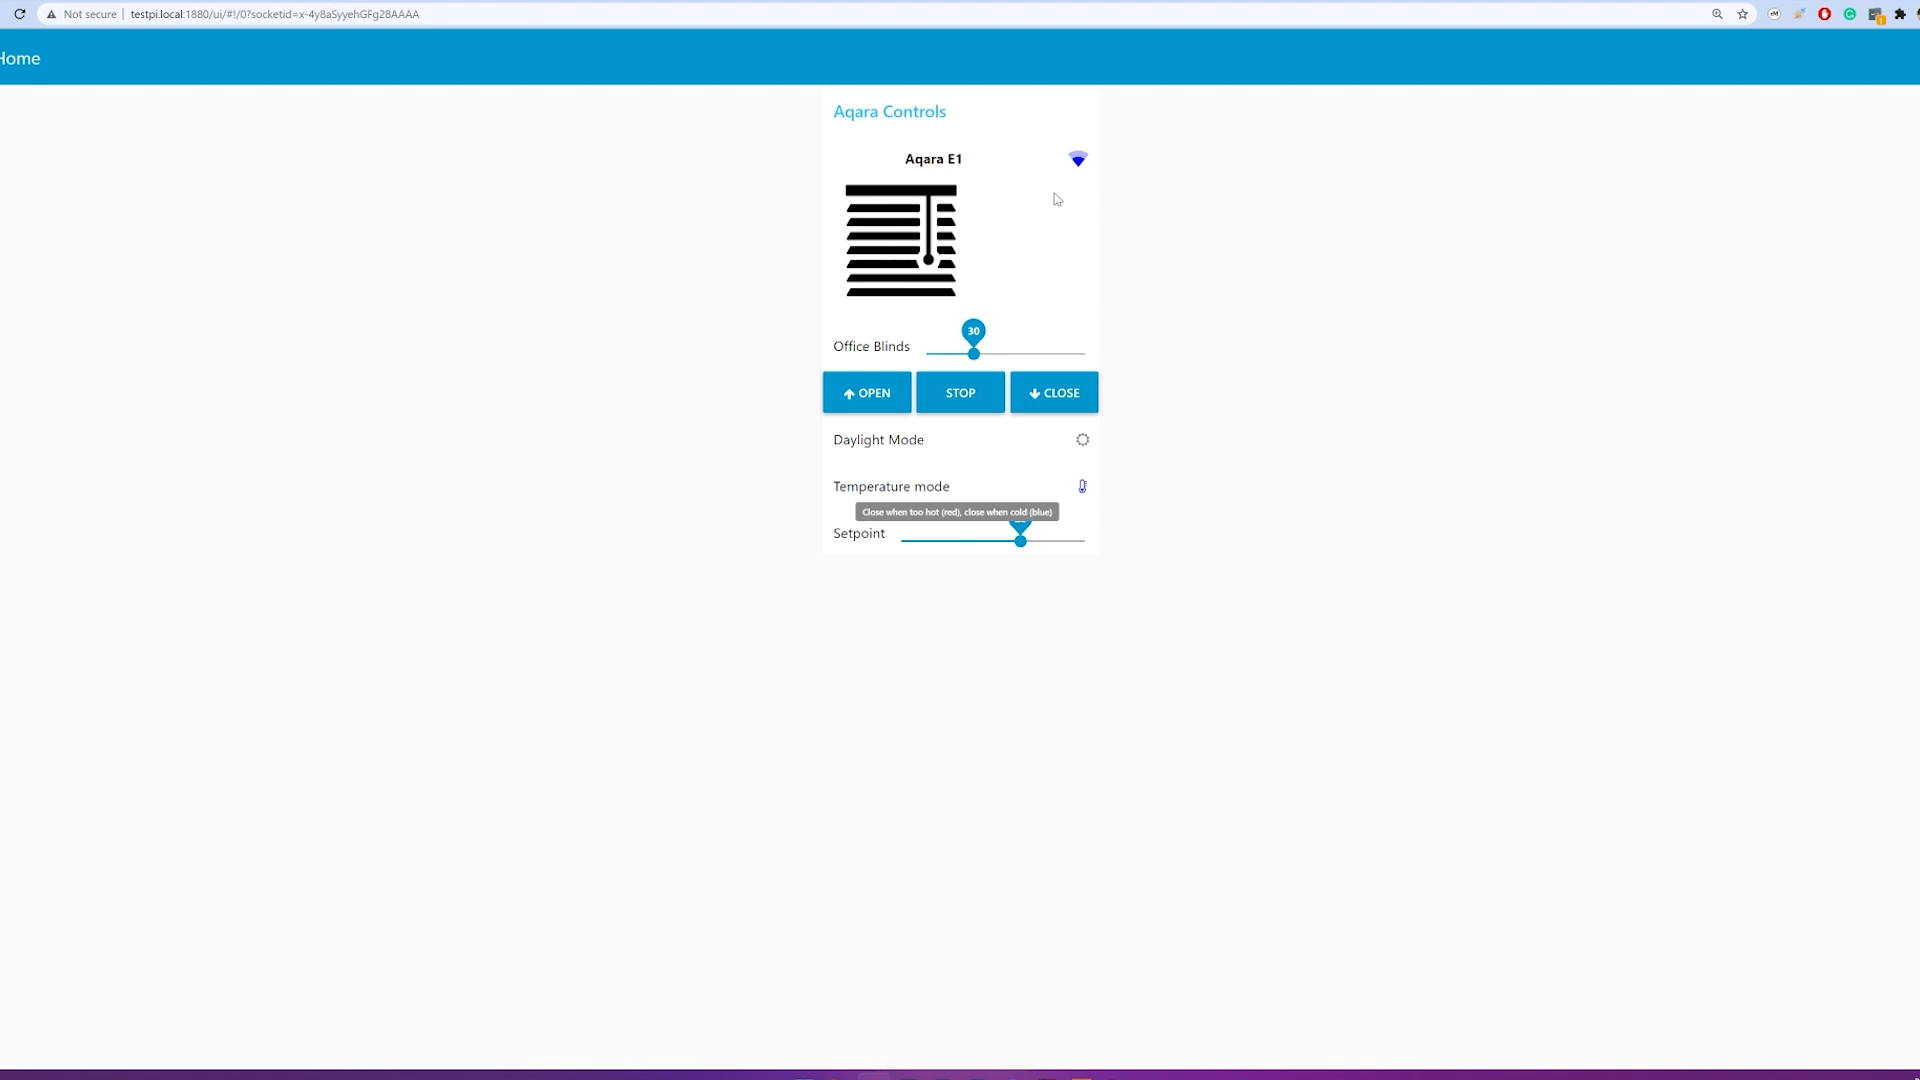 Not secure | testpi.local:1880/ui/#!/0?socketid=x-4y8aSyyehGFg28AAAA
Home
Aqara Controls
Aqara E1
30
Office Blinds
OPEN
STOP
CLOSE
Daylight Mode
Temperature mode
Close when too hot (red), close when cold (blue)
Setpoint